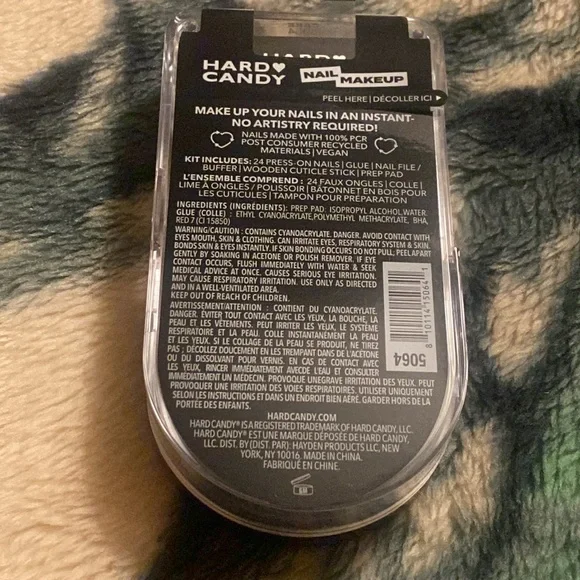 HARD
HARD
CANDY
NAIL MAKEUP
PEEL HERE | DÉCOLLER ICI
MAKE UP YOUR NAILS IN AN INSTANT-
NO ARTISTRY REQUIRED!
NAILS MADE WITH 100% PCR
POST CONSUMER RECYCLED
MATERIALS | VEGAN
KIT INCLUDES: 24 PRESS-ON NAILS | GLUE | NAIL FILE/
BUFFER | WOODEN CUTICLE STICK | PREP PAD
L'ENSEMBLE COMPREND : 24 FAUX ONGLES | COLLE |
LIME À ONGLES / POLISSOIR | BÂTONNET EN BOIS POUR
LES CUTICULES | TAMPON POUR PRÉPARATION
INGREDIENTS (INGRÉDIENTS): PREP PAD: ISOPROPYL ALCOHOL,WATER.
GLUE (COLLE) : ETHYL CYANOACRYLATE,POLYMETHYL METHACRYLATE, BHA,
RED 7 (CI 15850)
WARNING/CAUTION : CONTAINS CYANOACRYLATE. DANGER. AVOID CONTACT WITH
EYES MOUTH, SKIN & CLOTHING. CAN IRRITATE EYES, RESPIRATORY SYSTEM & SKIN.
BONDS SKIN & EYES INSTANTLY. IF SKIN BONDING OCCURS DO NOT PULL; PEEL APART
GENTLY BY SOAKING IN ACETONE OR POLISH REMOVER. IF EYE
CONTACT OCCURS, FLUSH IMMEDIATELY WITH WATER & SEEK
MEDICAL ADVICE AT ONCE. CAUSES SERIOUS EYE IRRITATION.
MAY CAUSE RESPIRATORY IRRITATION. USE ONLY AS DIRECTED
AND IN A WELL-VENTILATED AREA.
KEEP OUT OF REACH OF CHILDREN.
AVERTISSEMENT/ATTENTION : CONTIENT DU CYANOACRYLATE.
DANGER. ÉVITER TOUT CONTACT AVEC LES YEUX, LA BOUCHE, LA
PEAU ET LES VÊTEMENTS. PEUT IRRITER LES YEUX, LE SYSTÈME
RESPIRATOIRE ET LA PEAU. COLLE INSTANTANÉMENT LA PEAU
ET LES YEUX. SI LE COLLAGE DE LA PEAU SE PRODUIT, NE TIREZ
PAS : DÉCOLLEZ DOUCEMENT EN LES TREMPANT DANS DE L'ACÉTONE
OU DU DISSOLVANT POUR VERNIS. EN CAS DE CONTACT AVEC
LES YEUX, RINCER IMMÉDIATEMENT AVECDE L'EAU ET CONSULTER
IMMÉDIATEMENT UN MÉDECIN. PROVOQUE UNEGRAVE IRRITATION DES YEUX. PEUT
PROVOQUER UNE IRRITATION DES VOIES RESPIRATOIRES. UTILISER UNIQUEMENT
SELON LES INSTRUCTIONS ET DANS UN ENDROIT BIEN AÉRÉ. GARDER HORS DE LA
PORTÉE DES ENFANTS.
8 10114 15064 1
5064
HARDCANDY.COM
HARD CANDY® IS A REGISTERED TRADEMARK OF HARD CANDY, LLC.
HARD CANDY® EST UNE MARQUE DÉPOSÉE DE HARD CANDY,
LLC. DIST. BY (DIST. PAR): HAYDEN PRODUCTS LLC, NEW
YORK, NY 10016. MADE IN CHINA.
FABRIQUÉ EN CHINE.